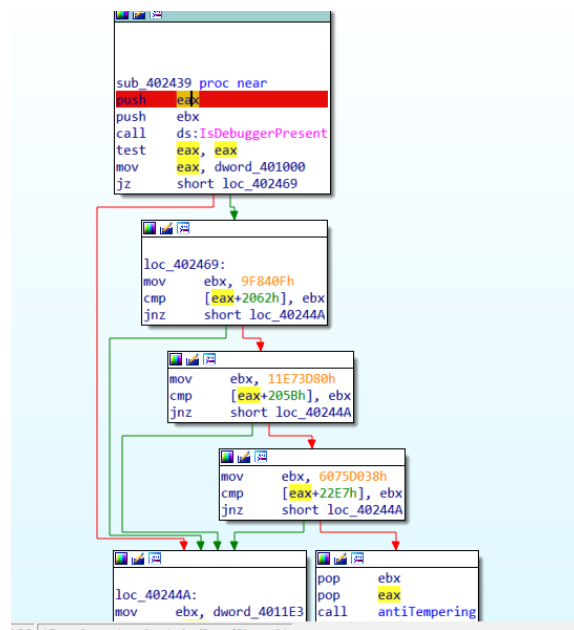 sub_402439 proc near
push eax
push ebx
call ds:IsDebuggerPresent
test eax, eax
mov eax, dword_401000
jz short loc_402469
loc_402469:
mov ebx, 9F840Fh
cmp [eax+2062h], ebx
jnz short loc_40244A
mov ebx, 11E73D80h
cmp [eax+205Bh], ebx
jnz short loc_40244A
mov ebx, 6075D038h
cmp [eax+22E7h], ebx
jnz short loc_40244A
loc_40244A:
mov ebx, dword_4011E3
pop ebx
pop eax
call antiTempering